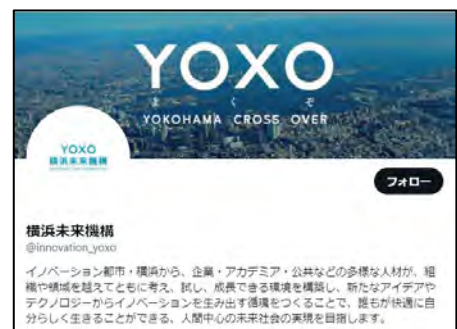 YOXO
よ く ぞ
YOKOHAMA CROSS OVER
YOXO
横浜未来機構
フォロー
横浜未来機構
@innovation_yoxo
イノベーション都市・横浜から、企業・アカデミア・公共などの多様な人材が、組
織や領域を越えてともに考え、試し、成長できる環境を構築し、新たなアイデアや
テクノロジーからイノベーションを生み出す循環をつくることで、誰もが快適に自
分らしく生きることができる、人間中心の未来社会の実現を目指します。